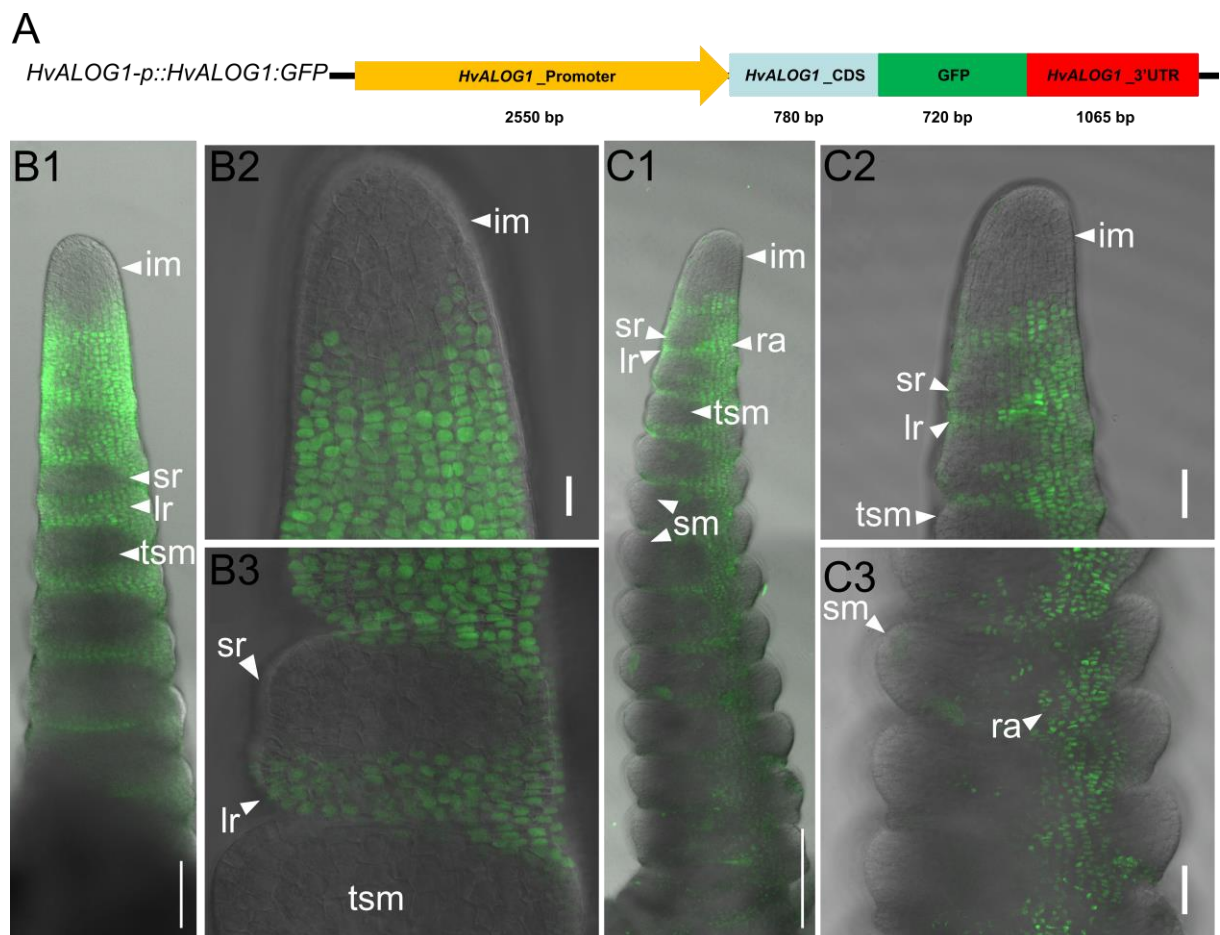 A
HvALOG1-p::HvALOG1:GFP
HvALOG1_Promoter
HvALOG1_CDS
GFP
HvALOG1_3'UTR
2550 bp
780 bp
720 bp
1065 bp
B1
im
sr
lr
tsm
B2
im
B3
sr
lr
tsm
C1
im
sr
lr
ra
tsm
sm
C2
im
sr
lr
tsm
C3
sm
ra